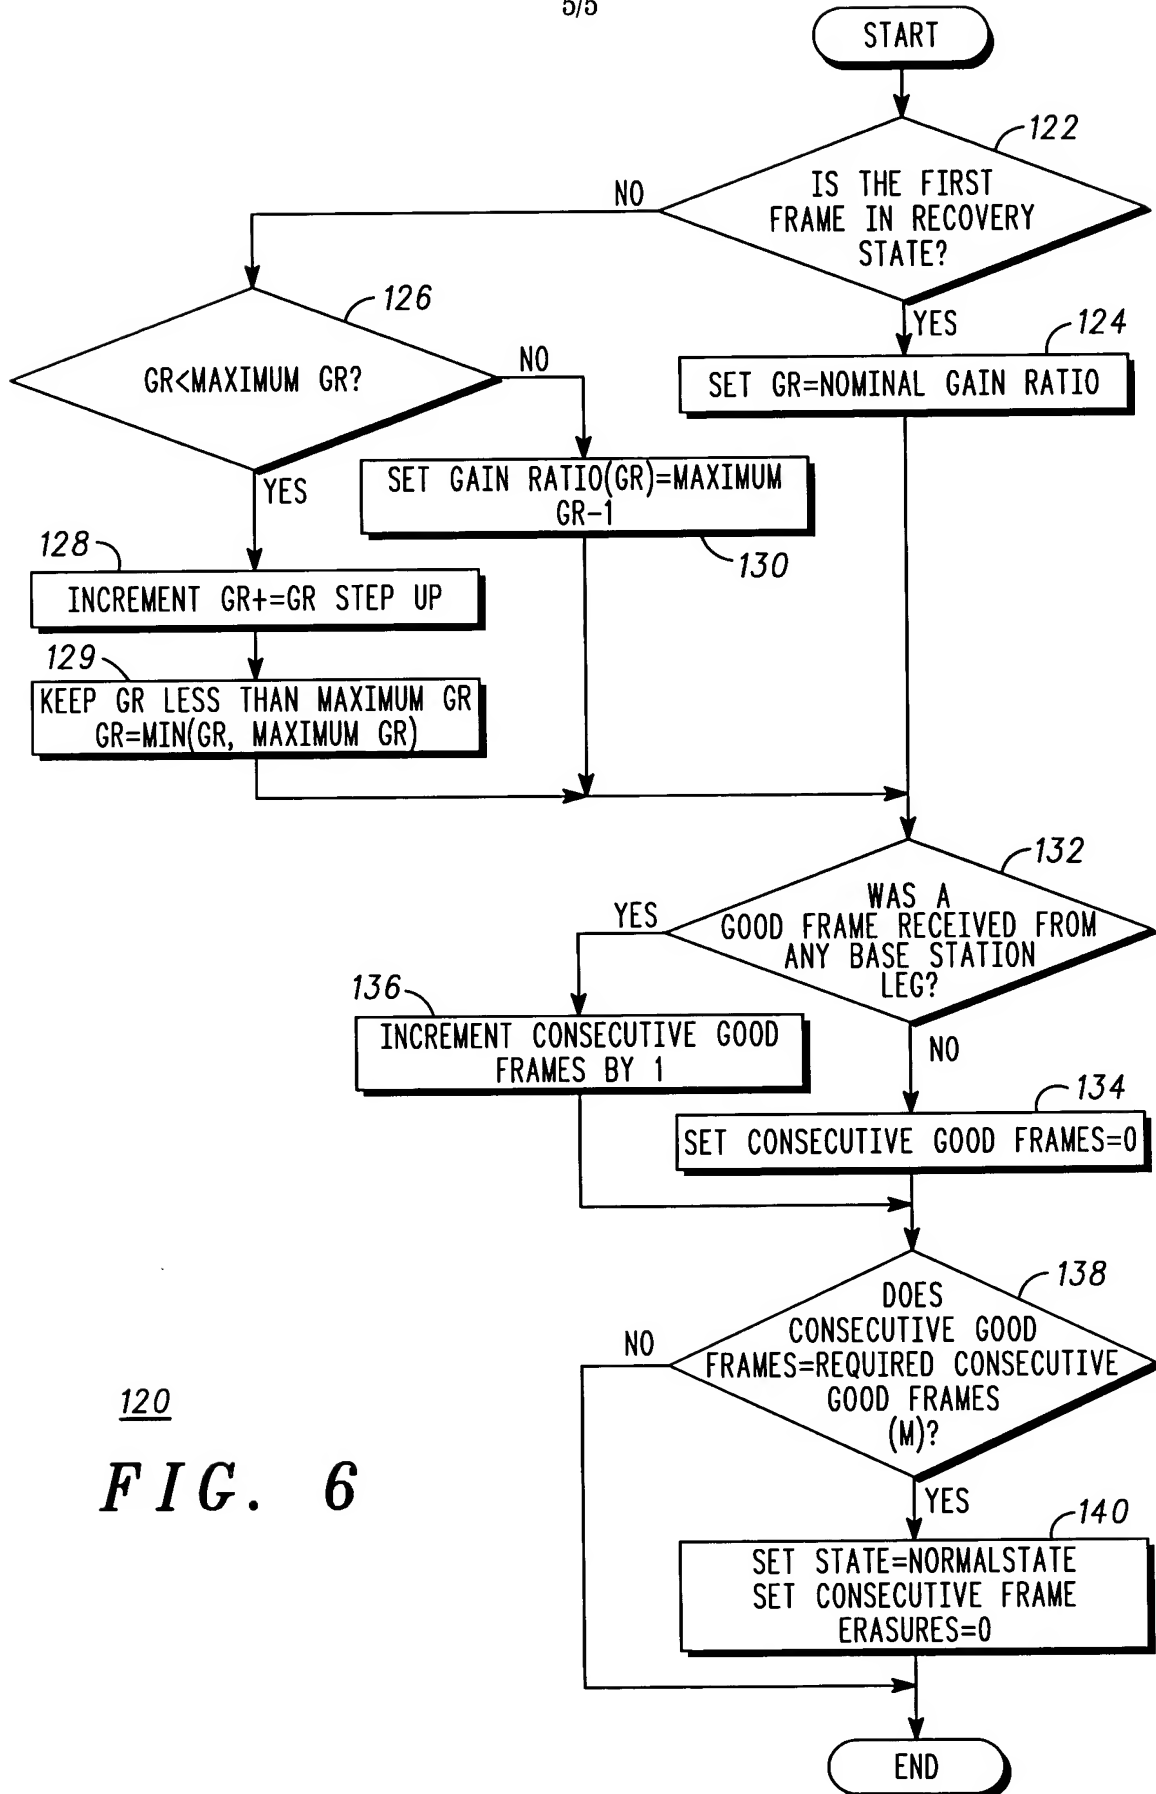 5/5
START
122
IS THE FIRST
FRAME IN RECOVERY
STATE?
NO
YES
126
GR<MAXIMUM GR?
NO
YES
124
SET GR=NOMINAL GAIN RATIO
SET GAIN RATIO(GR)=MAXIMUM
GR-1
130
128
INCREMENT GR+=GR STEP UP
129
KEEP GR LESS THAN MAXIMUM GR
GR=MIN(GR, MAXIMUM GR)
132
WAS A
GOOD FRAME RECEIVED FROM
ANY BASE STATION
LEG?
YES
NO
136
INCREMENT CONSECUTIVE GOOD
FRAMES BY 1
134
SET CONSECUTIVE GOOD FRAMES=0
138
DOES
CONSECUTIVE GOOD
FRAMES=REQUIRED CONSECUTIVE
GOOD FRAMES
(M)?
NO
YES
140
SET STATE=NORMALSTATE
SET CONSECUTIVE FRAME
ERASURES=0
END
120
FIG. 6